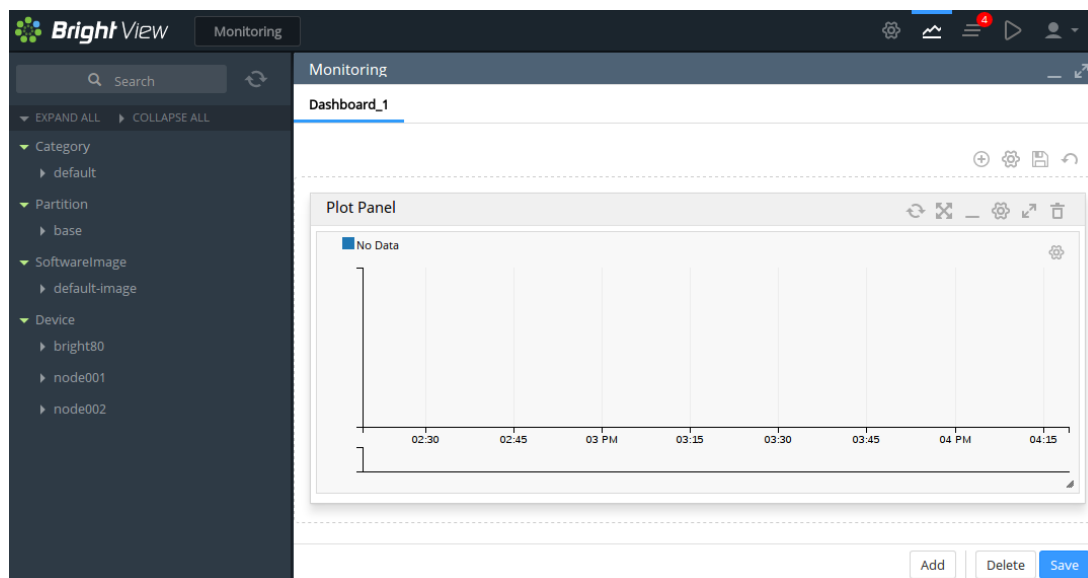 Bright View
Monitoring
4
Search
EXPAND ALL COLLAPSE ALL
Category
default
Partition
base
SoftwareImage
default-image
Device
bright80
node001
node002
Monitoring
Dashboard_1
Plot Panel
No Data
02:30 02:45 03 PM 03:15 03:30 03:45 04 PM 04:15
Add Delete Save